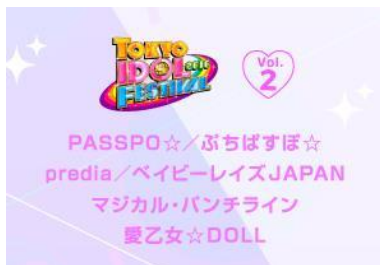 TOKYO
IDOL
FESTIVAL
Vol.
2
PASSPO☆／ぷちぱすぽ☆
predia／ベイビーレイズJAPAN
マジカル・パンチライン
愛乙女☆DOLL